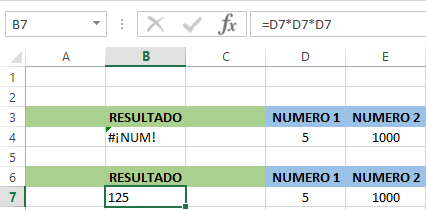 B7 fx =D7*D7*D7
A B C D E
1
2
3 RESULTADO NUMERO 1 NUMERO 2
4 #¡NUM! 5 1000
5
6 RESULTADO NUMERO 1 NUMERO 2
7 125 5 1000